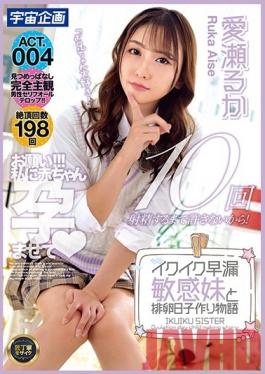 宇宙企画
ACT.
004
見つめっぱなし
完全主観
男性セリフオール
テロップ!!
絶頂回数
198回
愛瀬るか
Ruka Aise
お願い!!!
私に赤ちゃん
孕ませて
10回
射精するまで許さないから!
イクイク早漏
敏感妹と
排卵日子作り物語
IKUIKU SISTER